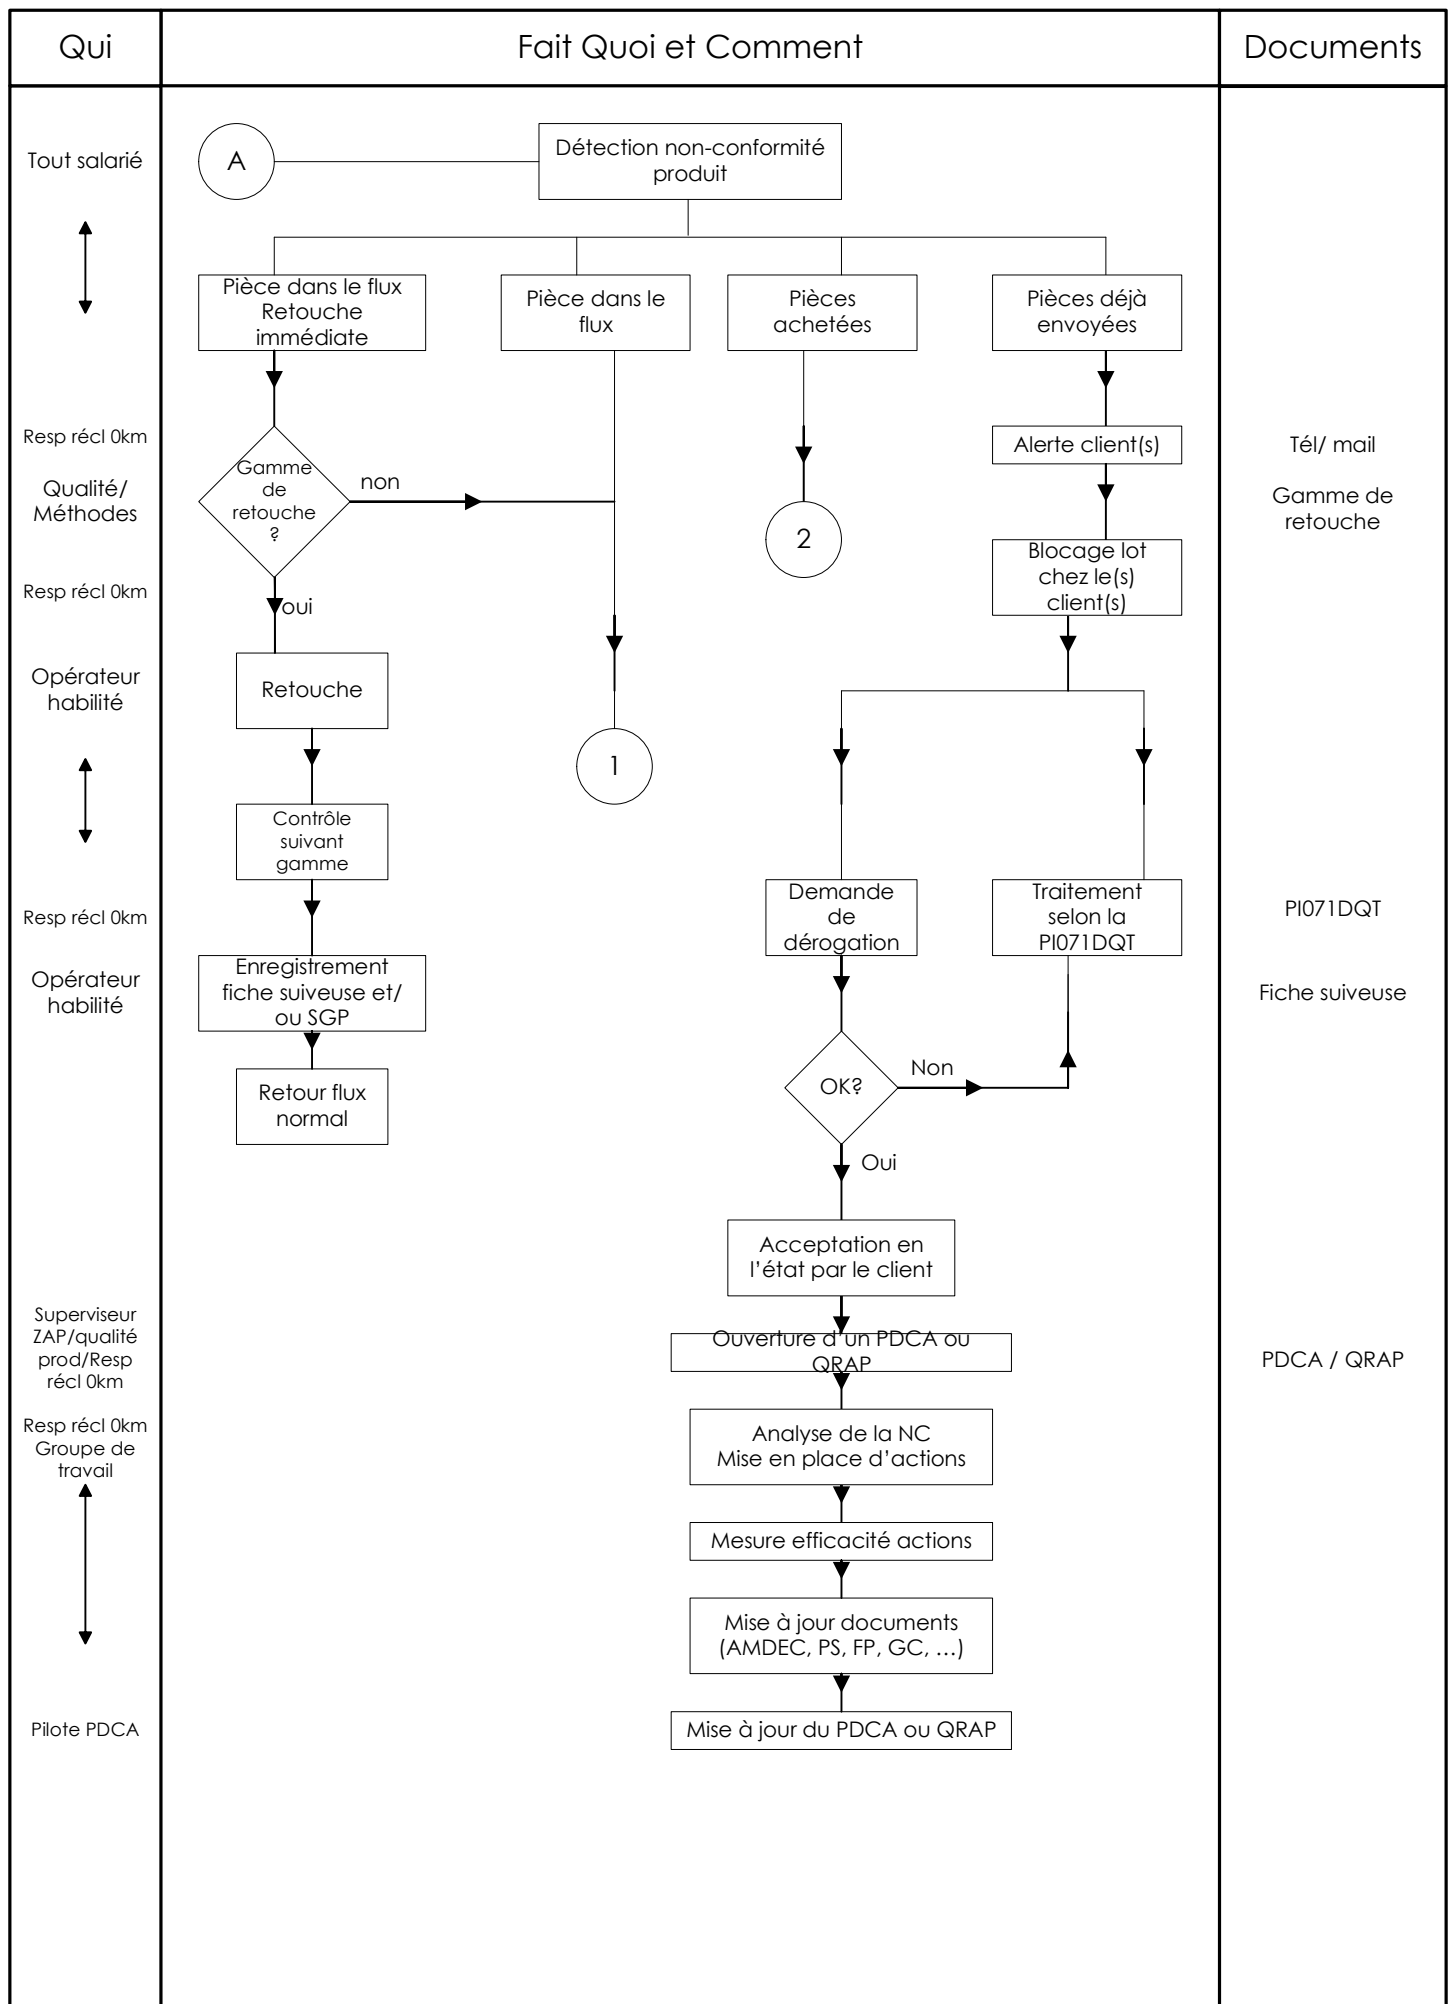 Qui
Fait Quoi et Comment
Documents
Tout salarié
A
Détection non-conformité
produit
Pièce dans le flux
Retouche
immédiate
Pièce dans le
flux
Pièces
achetées
Pièces déjà
envoyées
Resp récl 0km
Alerte client(s)
Tél/ mail
Qualité/
Méthodes
Gamme
de
retouche
?
non
2
Gamme de
retouche
Blocage lot
chez le(s)
client(s)
Resp récl 0km
oui
Opérateur
habilité
Retouche
1
Contrôle
suivant
gamme
Resp récl 0km
Demande
de
dérogation
Traitement
selon la
PI071DQT
PI071DQT
Opérateur
habilité
Enregistrement
fiche suiveuse et/
ou SGP
Fiche suiveuse
Retour flux
normal
OK?
Non
Oui
Acceptation en
l'état par le client
Superviseur
ZAP/qualité
prod/Resp
récl 0km
Ouverture d'un PDCA ou
QRAP
PDCA / QRAP
Resp récl 0km
Groupe de
travail
Analyse de la NC
Mise en place d'actions
Mesure efficacité actions
Mise à jour documents
(AMDEC, PS, FP, GC, …)
Pilote PDCA
Mise à jour du PDCA ou QRAP